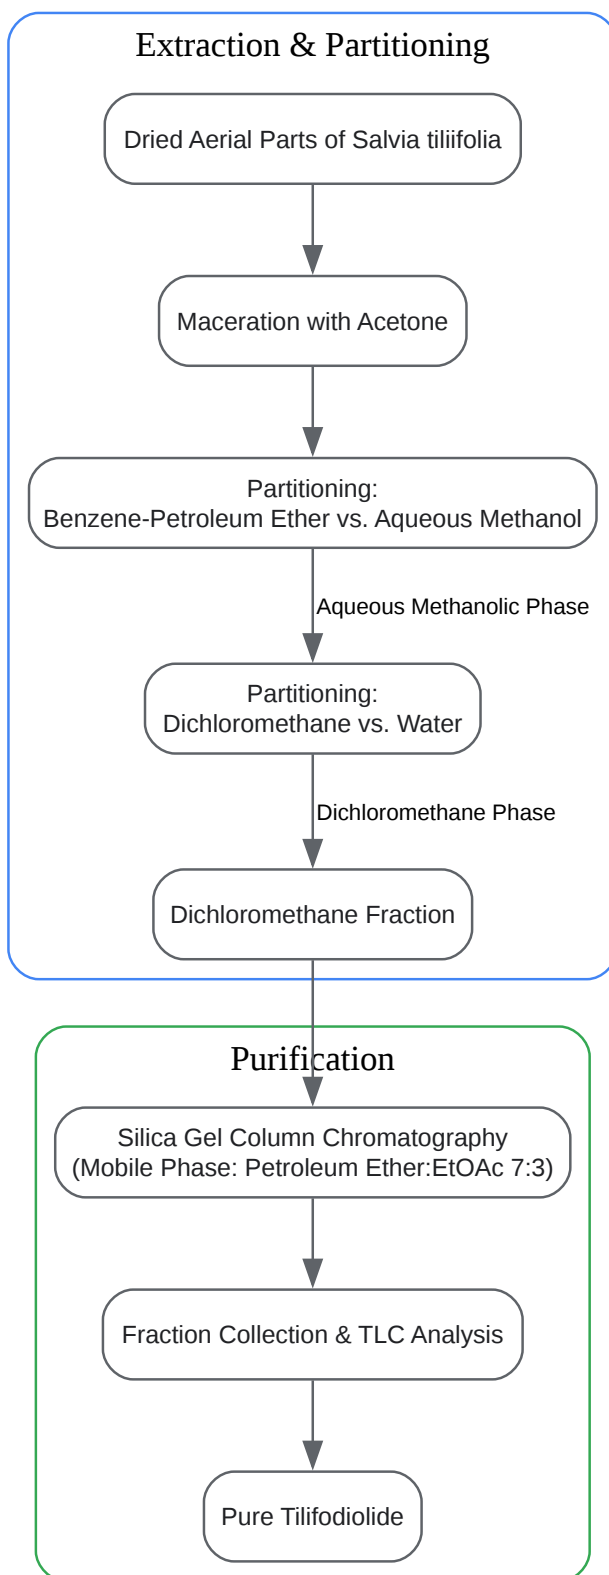 Extraction & Partitioning
Dried Aerial Parts of Salvia tiliifolia
Maceration with Acetone
Partitioning:
Benzene-Petroleum Ether vs. Aqueous Methanol
Aqueous Methanolic Phase
Partitioning:
Dichloromethane vs. Water
Dichloromethane Phase
Dichloromethane Fraction
Purification
Silica Gel Column Chromatography
(Mobile Phase: Petroleum Ether:EtOAc 7:3)
Fraction Collection & TLC Analysis
Pure Tilifodiolide